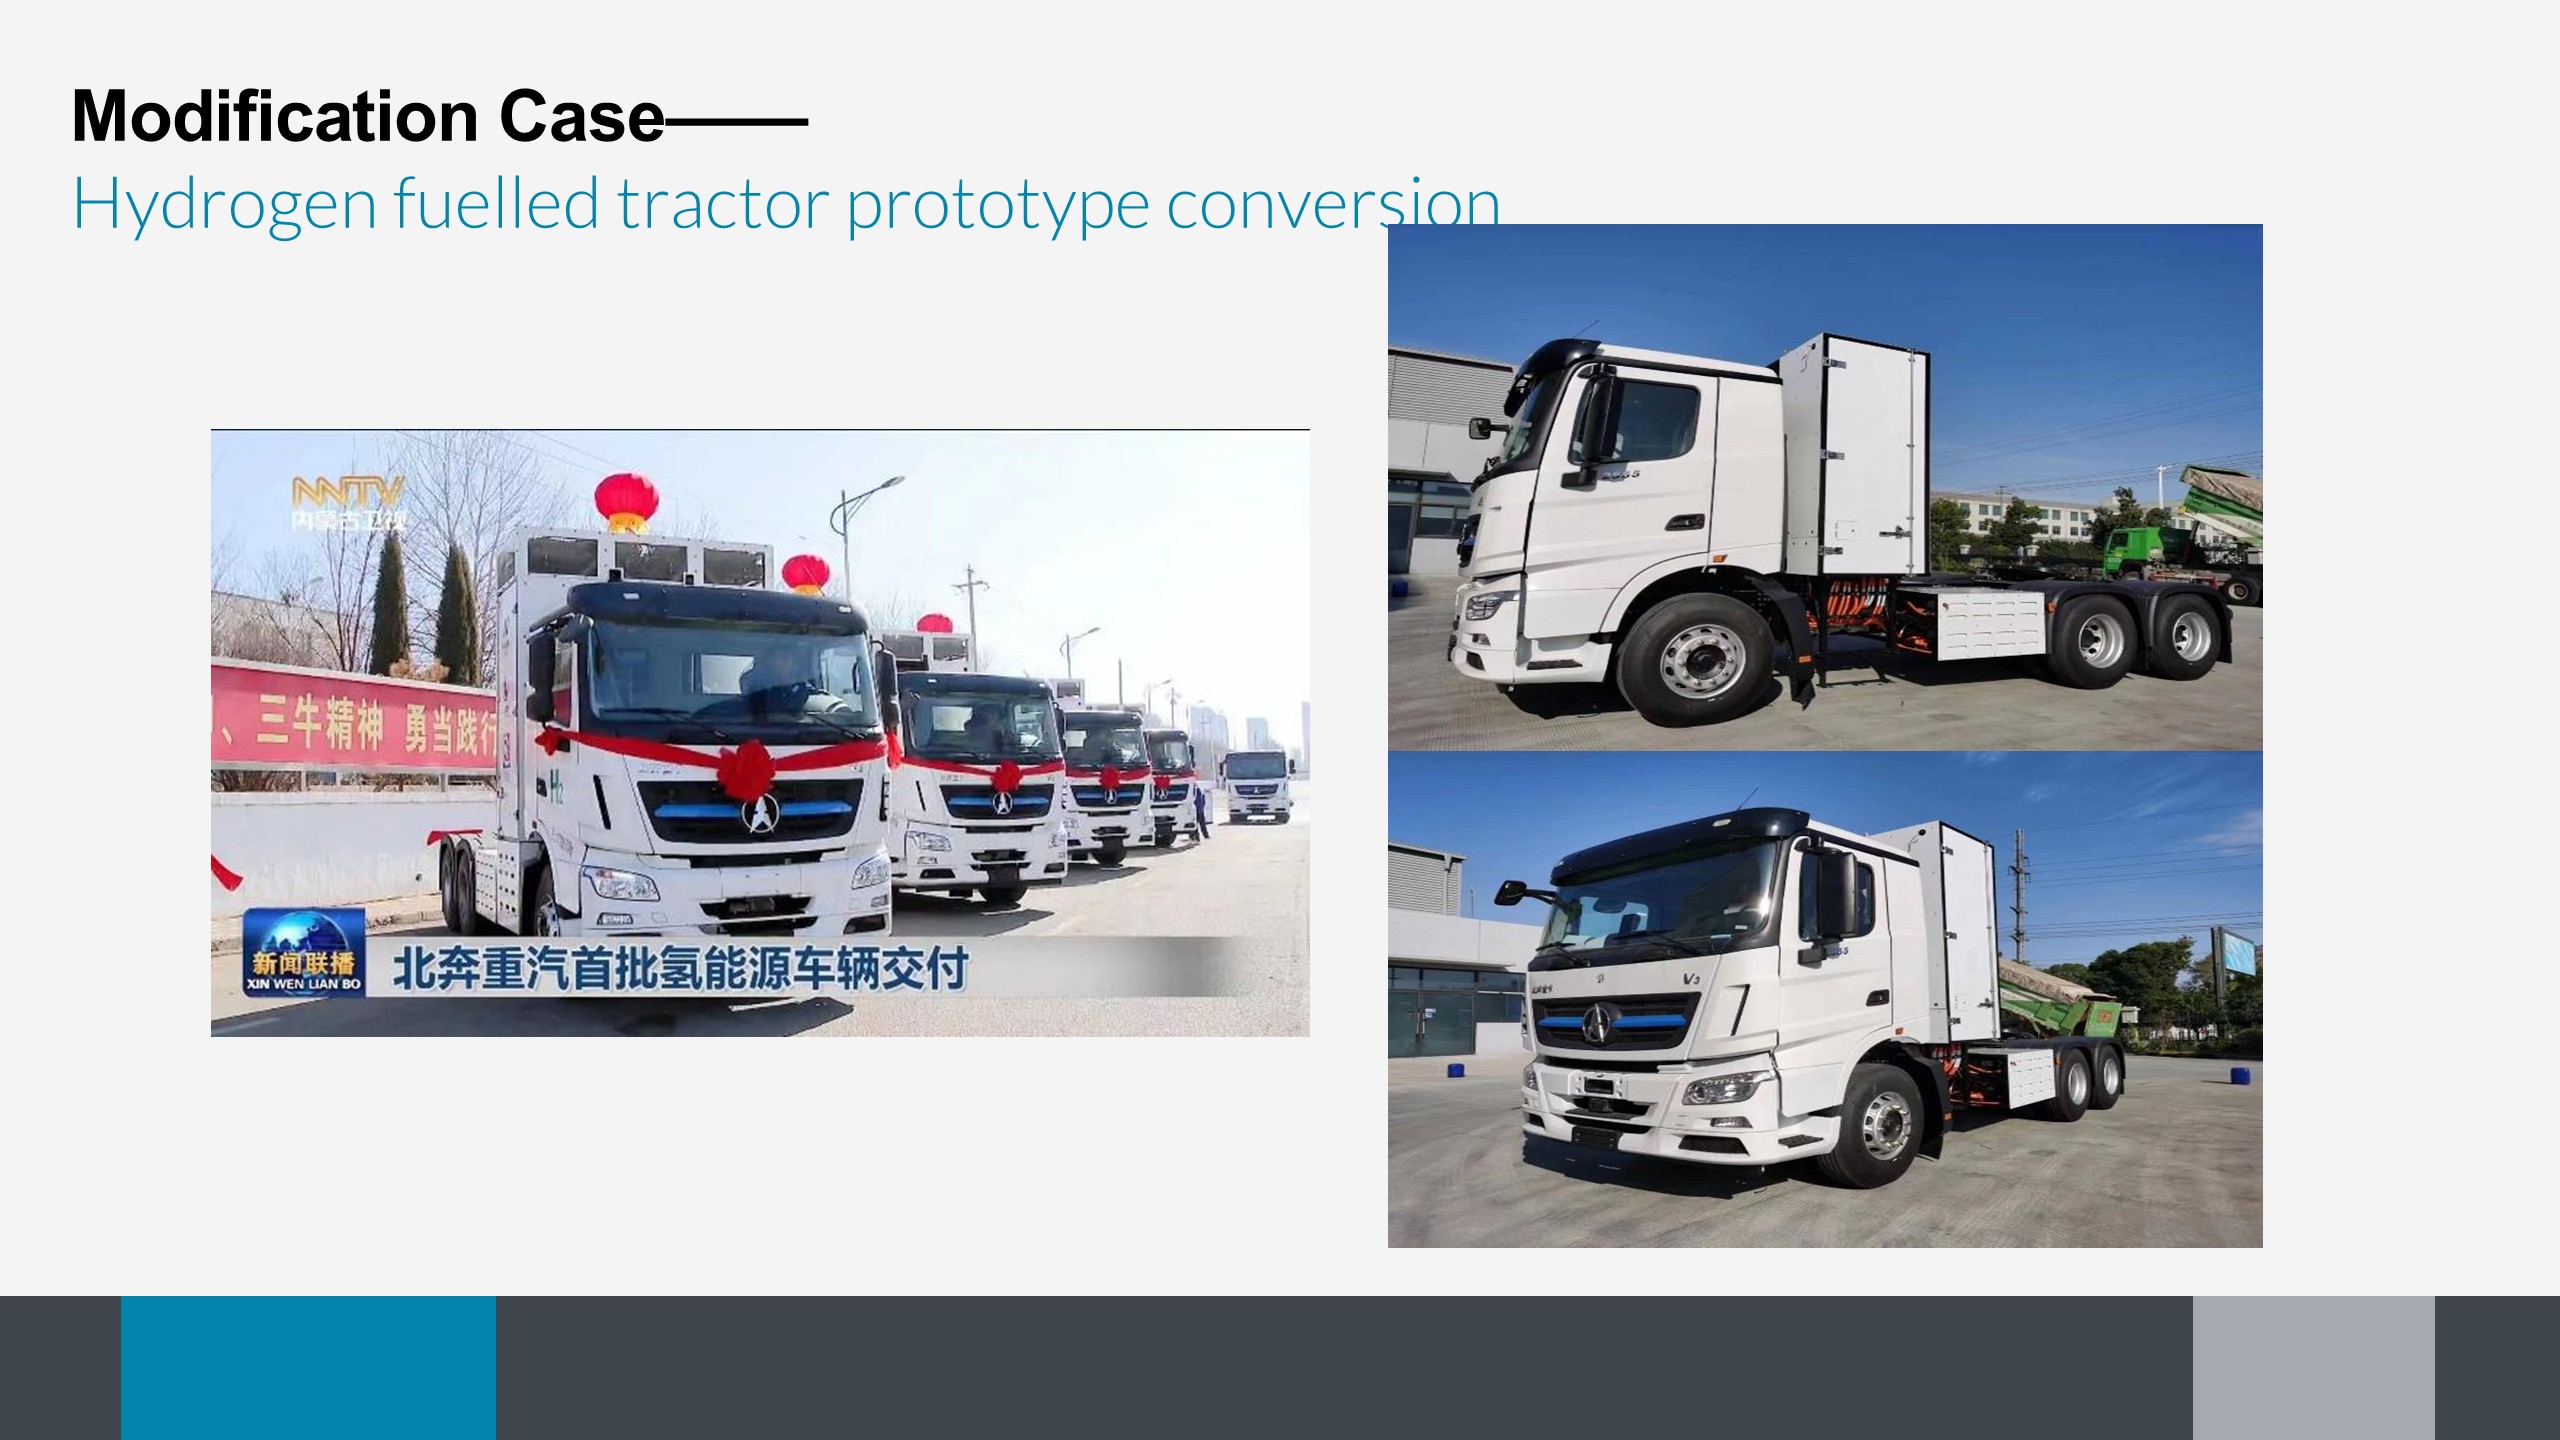 Modification Case——
Hydrogen fuelled tractor prototype conversion
NNTV
内蒙古卫视
、三牛精神 勇当践行
H2
新闻联播
XIN WEN LIAN BO
北奔重汽首批氢能源车辆交付
V3